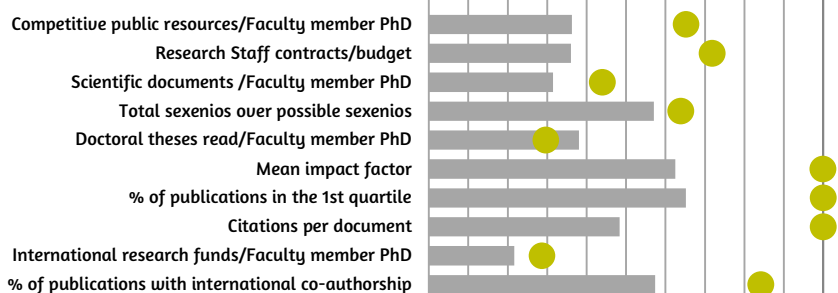 Competitive public resources/Faculty member PhD
Research Staff contracts/budget
Scientific documents /Faculty member PhD
Total sexenios over possible sexenios
Doctoral theses read/Faculty member PhD
Mean impact factor
% of publications in the 1st quartile
Citations per document
International research funds/Faculty member PhD
% of publications with international co-authorship